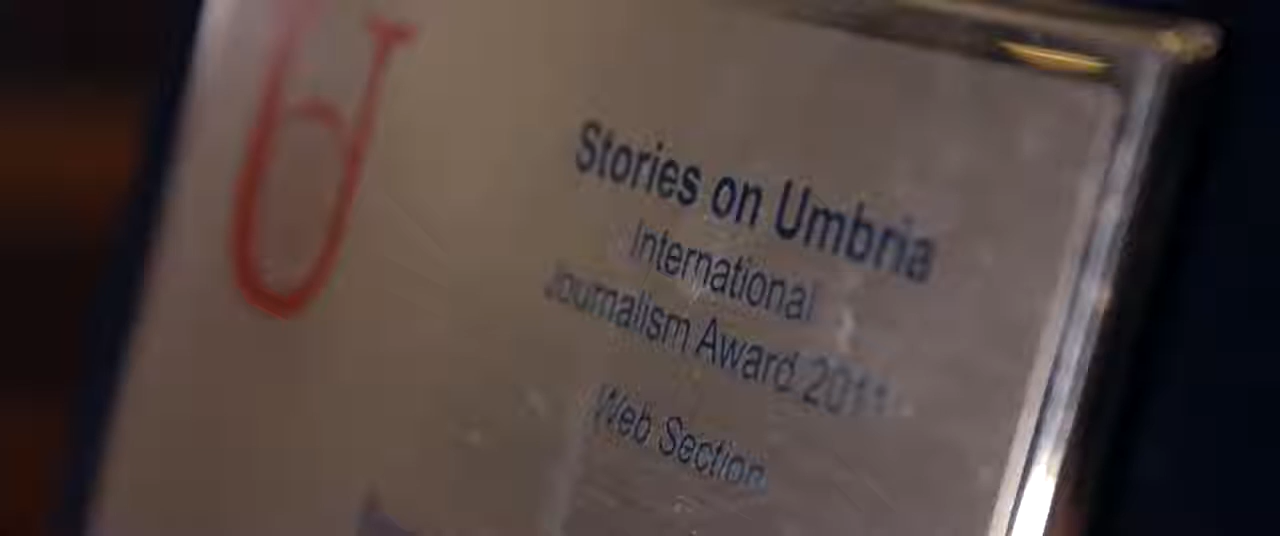 Stories on Umbria
International
Journalism Award 2011
Web Section